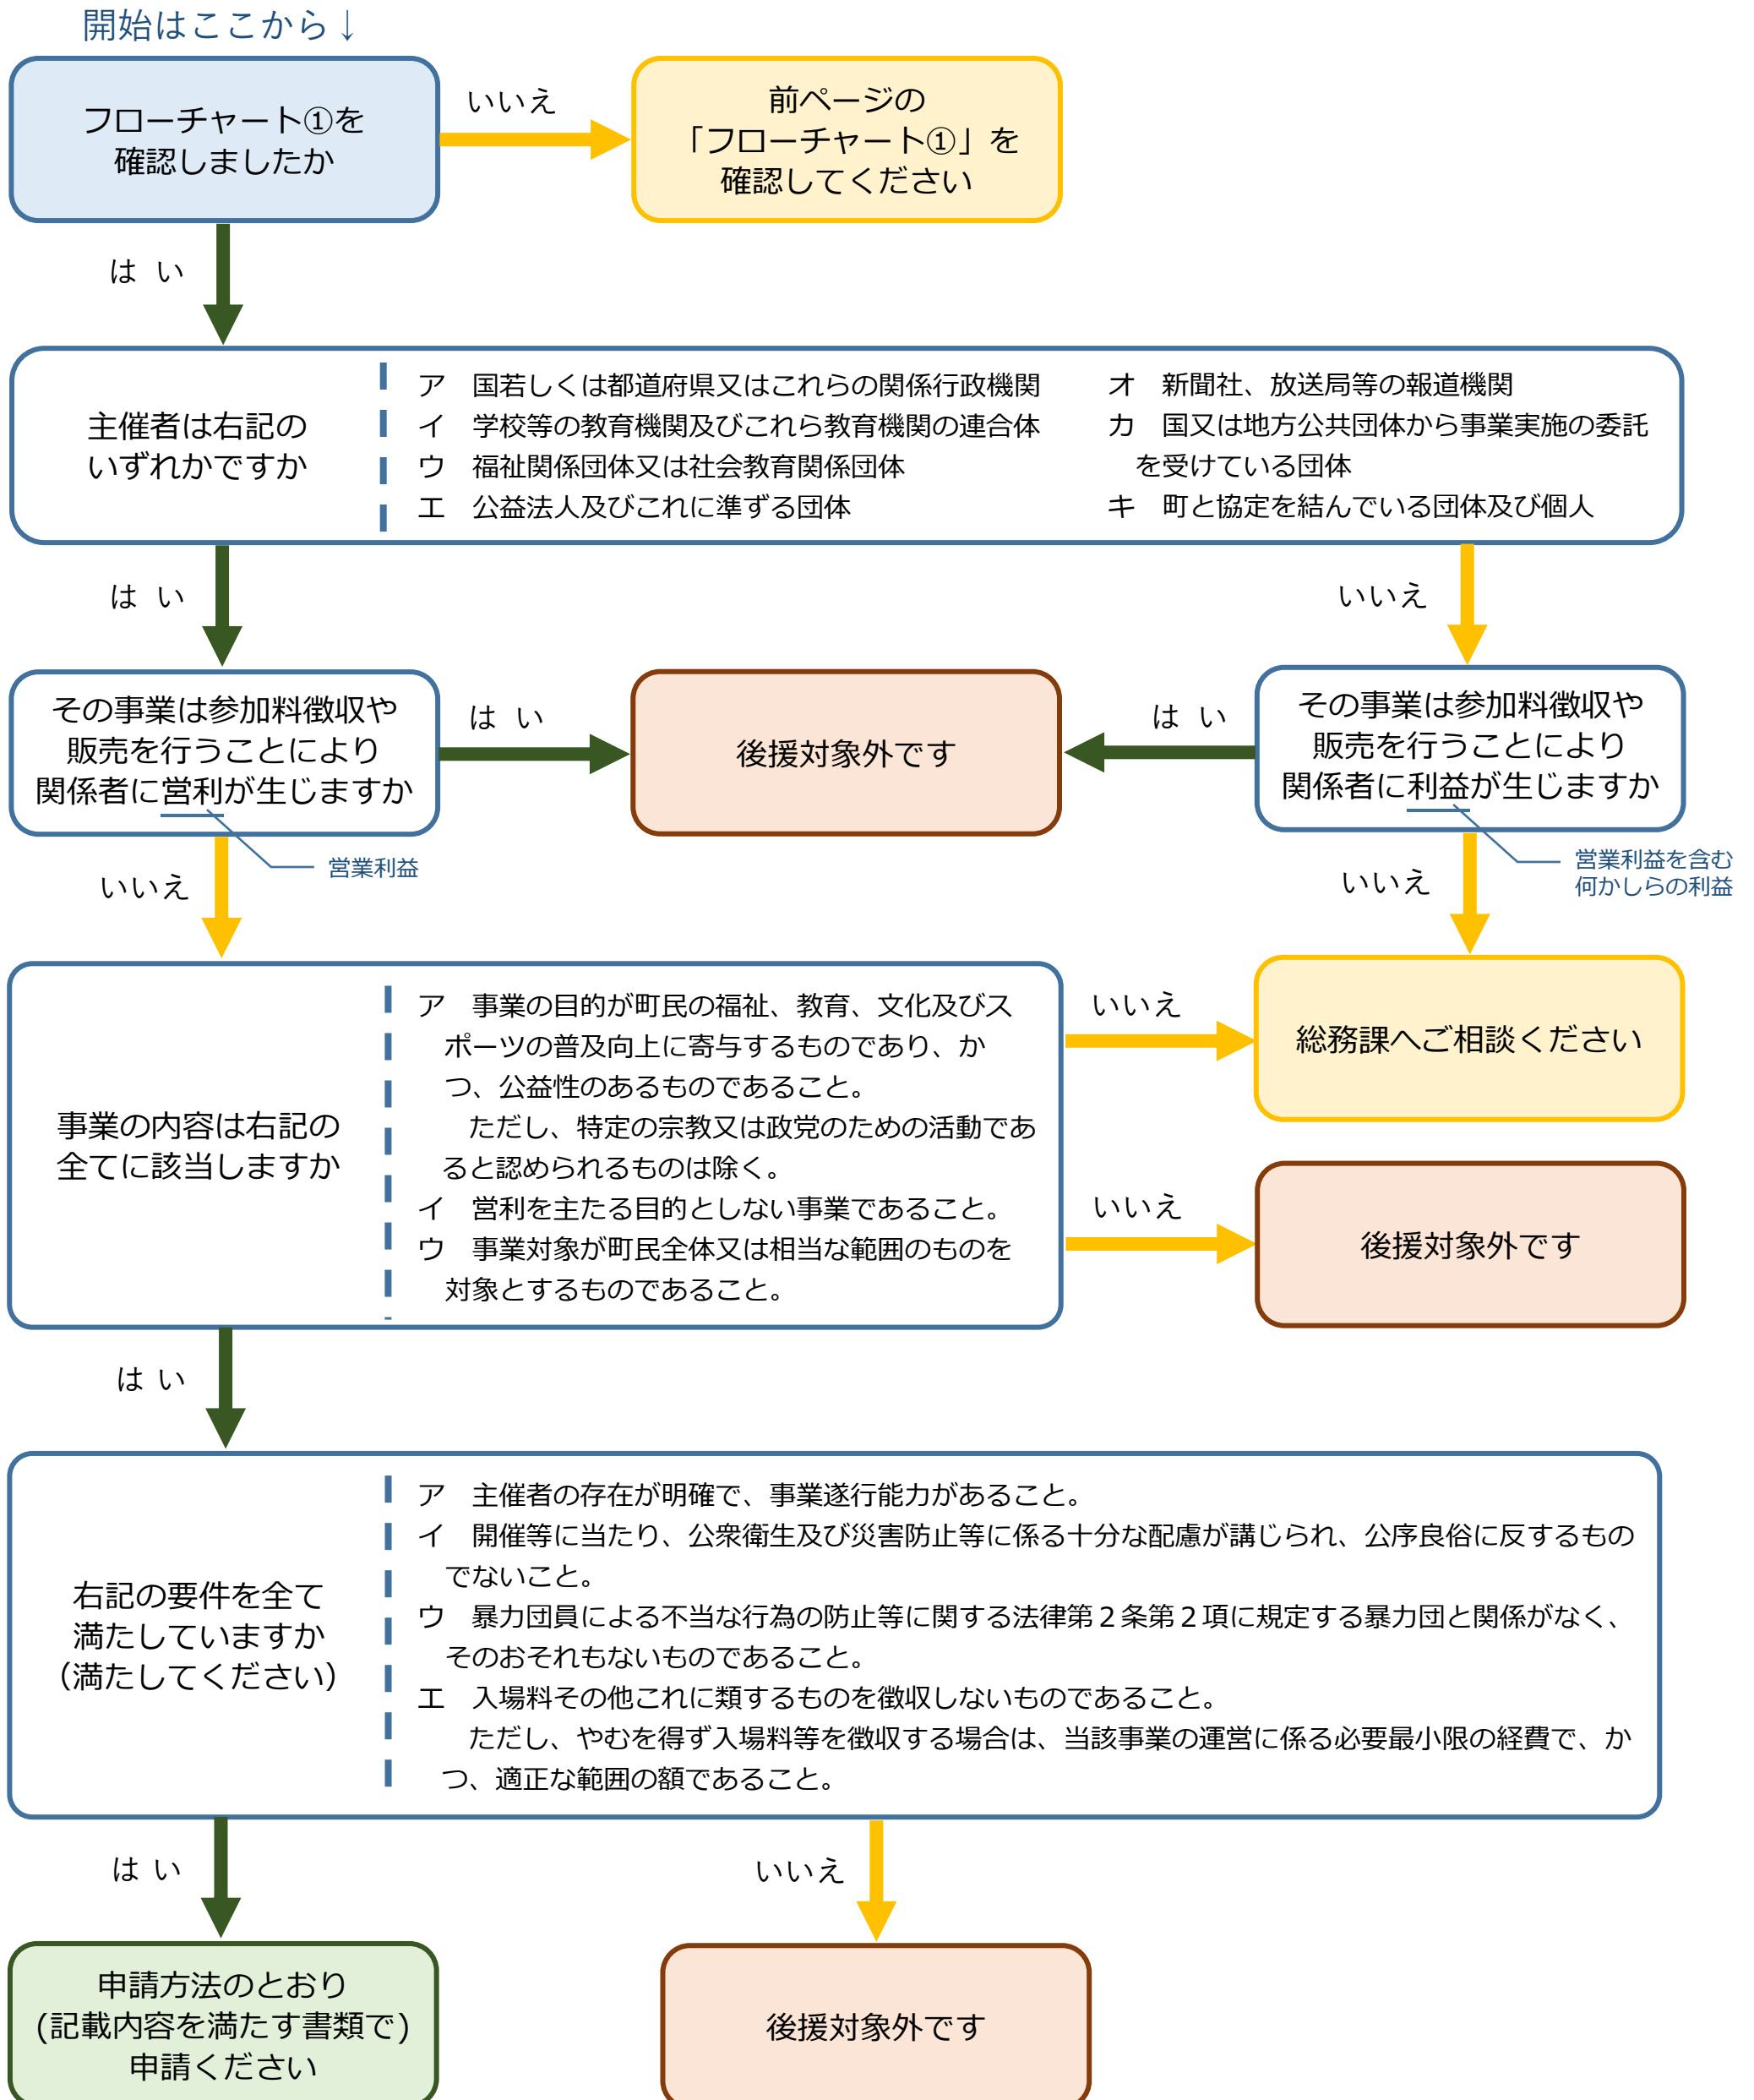 開始はここから↓
フローチャート①を
確認しましたか
いいえ
前ページの
「フローチャート①」を
確認してください
は い
主催者は右記の
いずれかですか
ア　国若しくは都道府県又はこれらの関係行政機関
イ　学校等の教育機関及びこれら教育機関の連合体
ウ　福祉関係団体又は社会教育関係団体
エ　公益法人及びこれに準ずる団体
オ　新聞社、放送局等の報道機関
カ　国又は地方公共団体から事業実施の委託
を受けている団体
キ　町と協定を結んでいる団体及び個人
は い
いいえ
その事業は参加料徴収や
販売を行うことにより
関係者に営利が生じますか
営業利益
は い
後援対象外です
は い
その事業は参加料徴収や
販売を行うことにより
関係者に利益が生じますか
営業利益を含む
何かしらの利益
いいえ
いいえ
事業の内容は右記の
全てに該当しますか
ア　事業の目的が町民の福祉、教育、文化及びス
ポーツの普及向上に寄与するものであり、か
つ、公益性のあるものであること。
ただし、特定の宗教又は政党のための活動であ
ると認められるものは除く。
イ　営利を主たる目的としない事業であること。
ウ　事業対象が町民全体又は相当な範囲のものを
対象とするものであること。
いいえ
総務課へご相談ください
いいえ
後援対象外です
は い
右記の要件を全て
満たしていますか
（満たしてください）
ア　主催者の存在が明確で、事業遂行能力があること。
イ　開催等に当たり、公衆衛生及び災害防止等に係る十分な配慮が講じられ、公序良俗に反するもの
でないこと。
ウ　暴力団員による不当な行為の防止等に関する法律第２条第２項に規定する暴力団と関係がなく、
そのおそれもないものであること。
エ　入場料その他これに類するものを徴収しないものであること。
ただし、やむを得ず入場料等を徴収する場合は、当該事業の運営に係る必要最小限の経費で、か
つ、適正な範囲の額であること。
は い
いいえ
申請方法のとおり
(記載内容を満たす書類で)
申請ください
後援対象外です